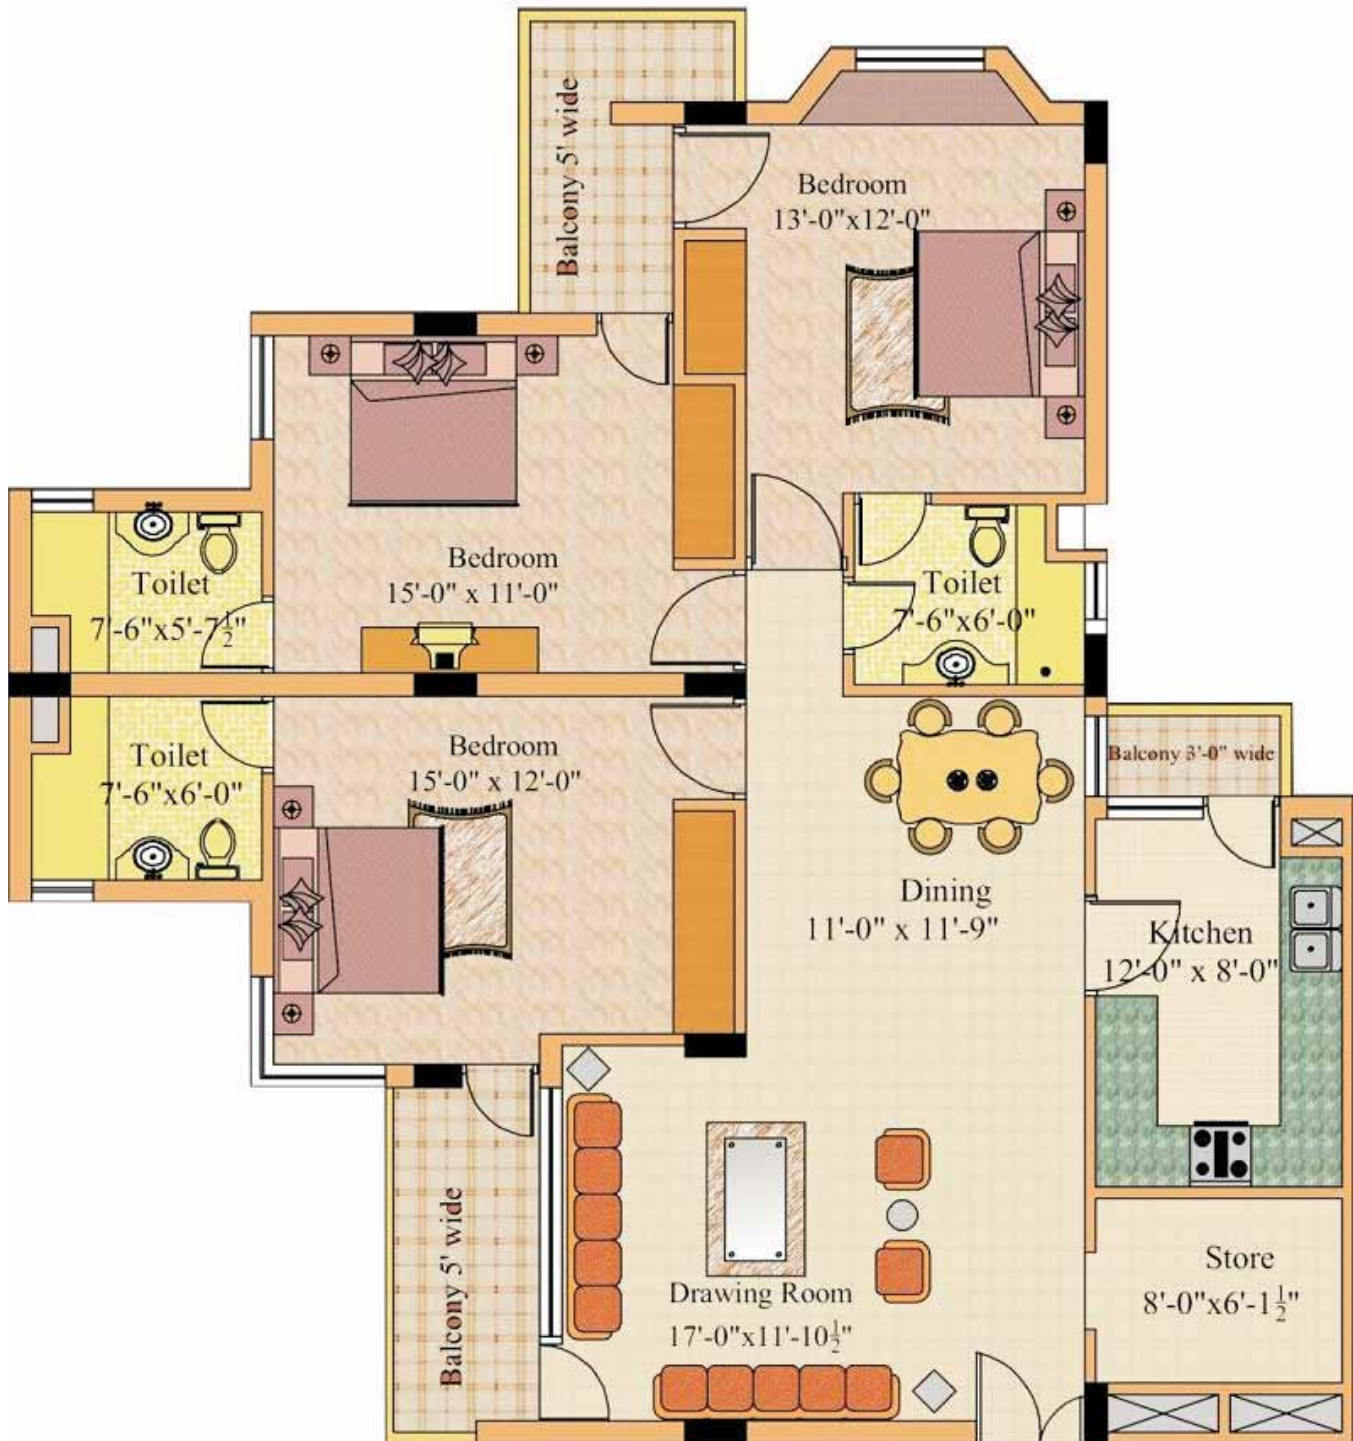 Balcony 5' wide
Bedroom
13'-0"x12'-0"
Bedroom
15'-0" x 11'-0"
Toilet
7'-6"x5'-7½"
Toilet
7'-6"x6'-0"
Toilet
7'-6"x6'-0"
Bedroom
15'-0" x 12'-0"
Balcony 3'-0" wide
Dining
11'-0" x 11'-9"
Kitchen
12'-0" x 8'-0"
Balcony 5' wide
Drawing Room
17'-0"x11'-10½"
Store
8'-0"x6'-1½"